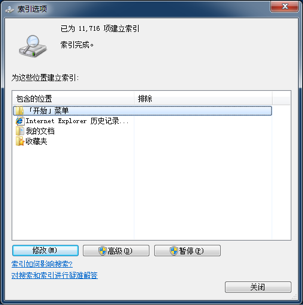 索引选项
已为 11,716 项建立索引
索引完成。
为这些位置建立索引:
包含的位置 排除
「开始」菜单
Internet Explorer 历史记录...
我的文档
收藏夹
修改(M) 高级(D) 暂停(P)
索引如何影响搜索?
对搜索和索引进行疑难解答
关闭